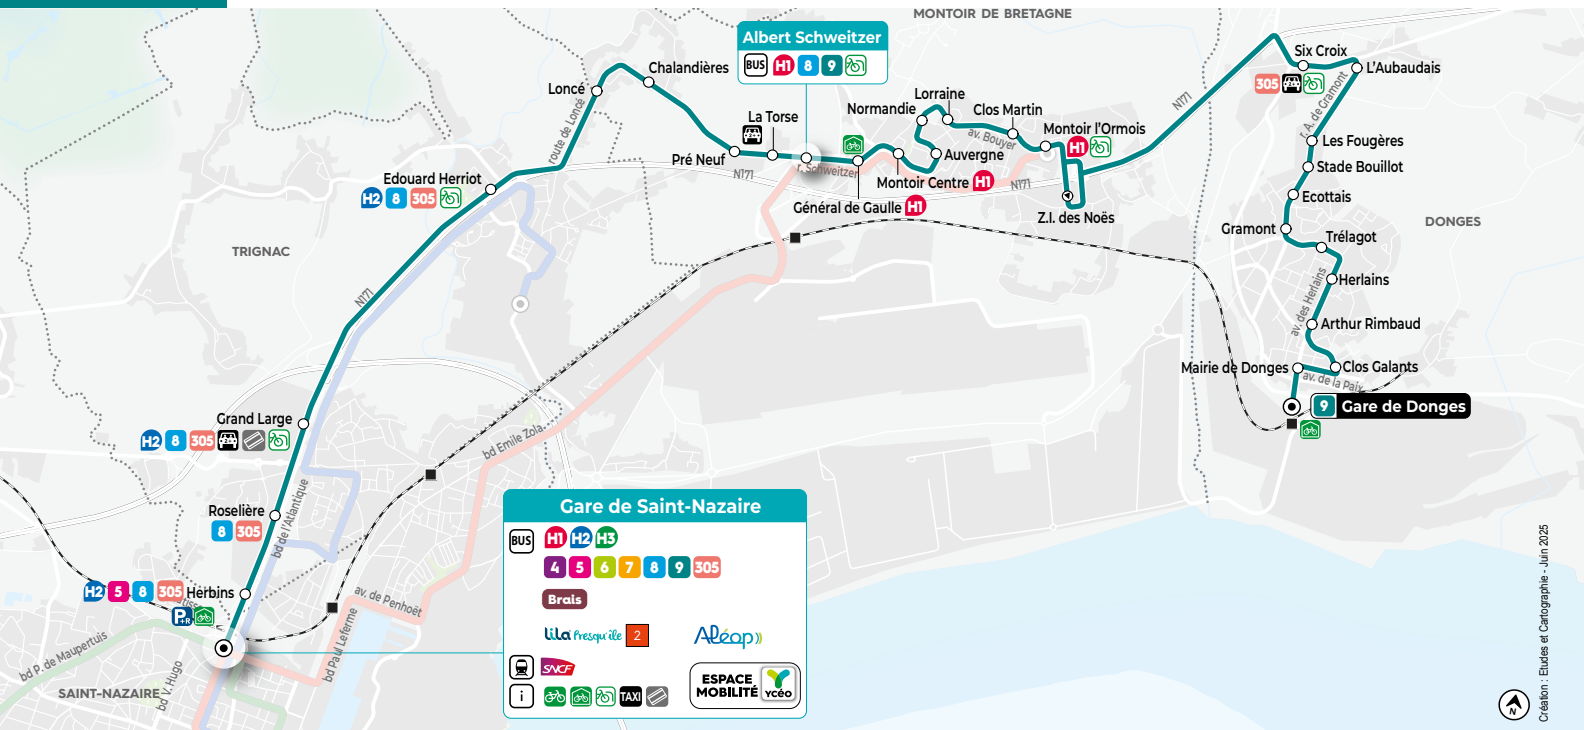 MONTOIR DE BRETAGNE
Albert Schweitzer
BUS H1 8 9
Six Croix
305
L'Aubaudais
r. A. de Gramont
N171
Chalandières
Loncé
route de Loncé
La Torse
Pré Neuf
N171
r. Schweitzer
Normandie
Lorraine
Clos Martin
av. Bouyer
Montoir l'Ormois
H1
Auvergne
Montoir Centre H1
N171
Général de Gaulle H1
Z.I. des Noës
Les Fougères
Stade Bouillot
Ecottais
Gramont
DONGES
Trélagot
Herlains
av. des Herlains
Arthur Rimbaud
Mairie de Donges
Clos Galants
av. de la Paix
9 Gare de Donges
Edouard Herriot
H2 8 305
TRIGNAC
N171
Grand Large
H2 8 305
bd Emile Zola
Roselière
8 305
bd de l'Atlantique
H2 5 8 305 Herbins
P+R
av. de Penhoët
bd Paul Leferme
bd P. de Maupertuis
bd V. Hugo
SAINT-NAZAIRE
Gare de Saint-Nazaire
BUS H1 H2 H3
4 5 6 7 8 9 305
Brais
Lila Presqu'île 2 Aléop
SNCF
ESPACE
MOBILITÉ
YCÉO
i TAXI
N
Création : Etudes et Cartographie - Juin 2025